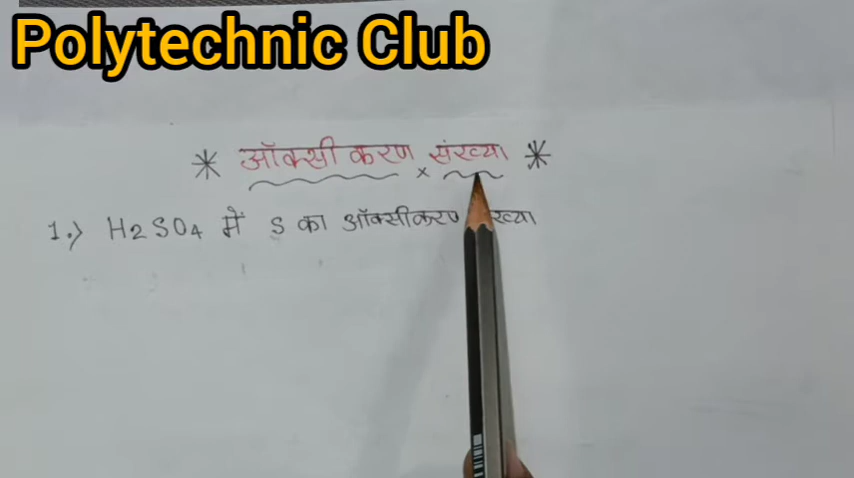 Polytechnic Club
* ऑक्सीकरण संख्या *
x
1.) H2SO4 में S का ऑक्सीकरण ख्या